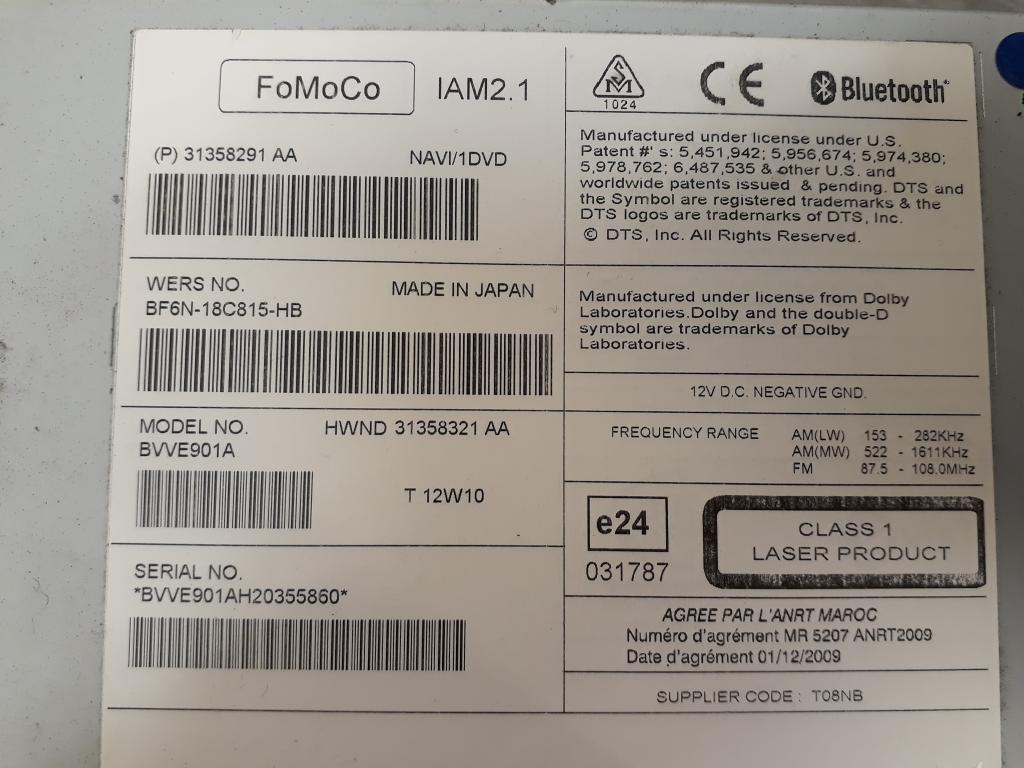 FoMoCo
IAM2.1
(P) 31358291 AA
NAVI/1DVD
WERS NO.
BF6N-18C815-HB
MADE IN JAPAN
MODEL NO.
BVVE901A
HWND 31358321 AA
T 12W10
SERIAL NO.
*BVVE901AH20355860*
SM
1024
CE
Bluetooth
Manufactured under license under U.S.
Patent #' s: 5,451,942; 5,956,674; 5,974,380;
5,978,762; 6,487,535 & other U.S. and
worldwide patents issued & pending. DTS and
the Symbol are registered trademarks & the
DTS logos are trademarks of DTS, Inc.
© DTS, Inc. All Rights Reserved.
Manufactured under license from Dolby
Laboratories.Dolby and the double-D
symbol are trademarks of Dolby
Laboratories.
12V D.C. NEGATIVE GND.
FREQUENCY RANGE
AM(LW) 153 - 282KHz
AM(MW) 522 - 1611KHz
FM 87.5 - 108.0MHz
e24
031787
CLASS 1
LASER PRODUCT
AGREE PAR L'ANRT MAROC
Numéro d'agrément MR 5207 ANRT2009
Date d'agrément 01/12/2009
SUPPLIER CODE : T08NB